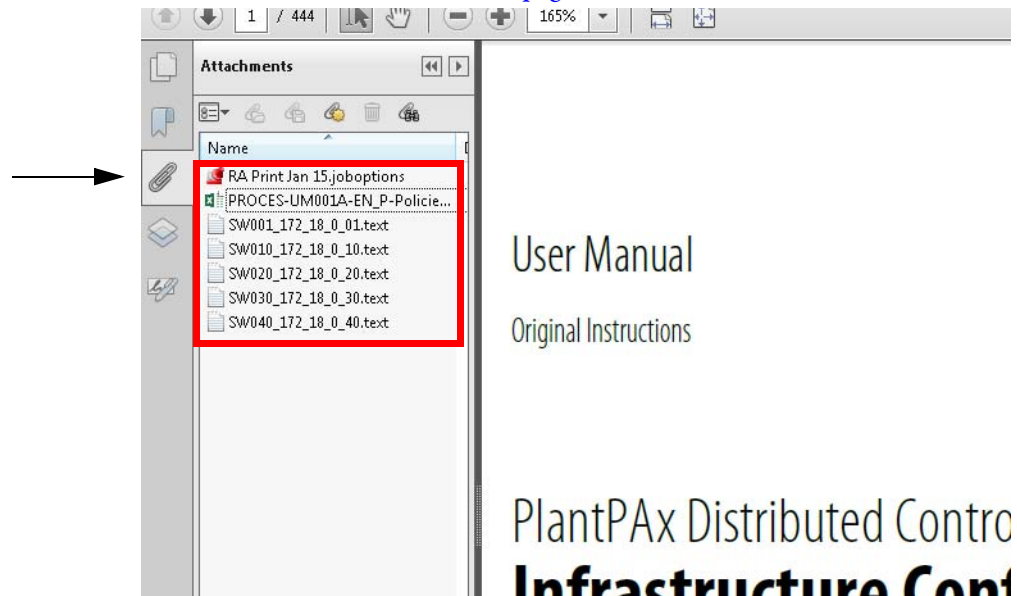 1 / 444 165%
Attachments
Name
RA Print Jan 15.joboptions
PROCES-UM001A-EN_P-Policie...
SW001_172_18_0_01.text
SW010_172_18_0_10.text
SW020_172_18_0_20.text
SW030_172_18_0_30.text
SW040_172_18_0_40.text
User Manual
Original Instructions
PlantPAx Distributed Contro
Infrastructure Conf